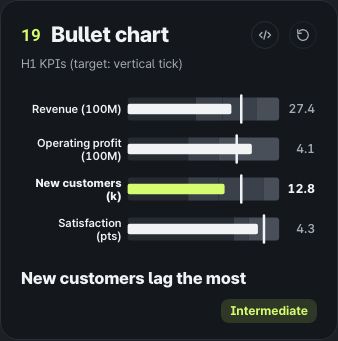 19 Bullet chart
</>
H1 KPIs (target: vertical tick)
Revenue (100M) 27.4
Operating profit
(100M) 4.1
New customers
(k) 12.8
Satisfaction
(pts) 4.3
New customers lag the most
Intermediate